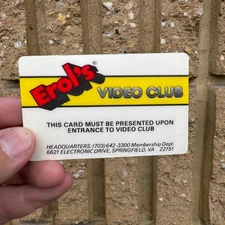 Erol's® VIDEO CLUB
THIS CARD MUST BE PRESENTED UPON
ENTRANCE TO VIDEO CLUB
HEADQUARTERS: (703) 642-3300 Membership Dept.
6621 ELECTRONIC DRIVE, SPRINGFIELD, VA 22151